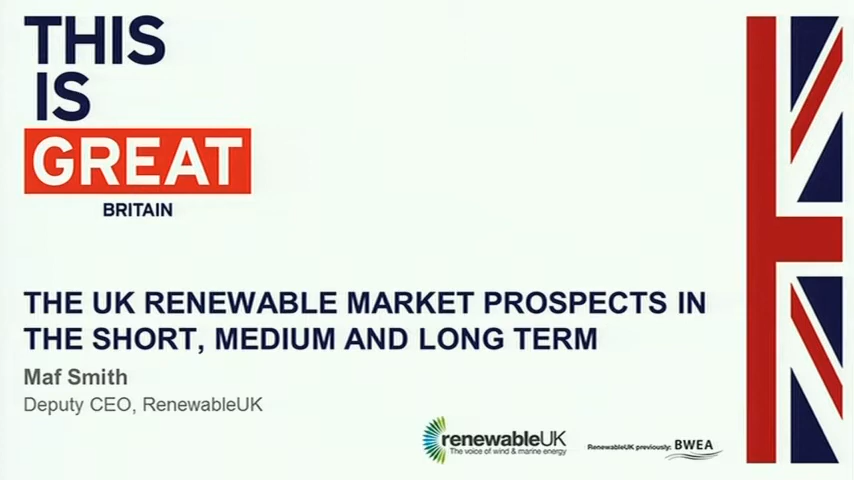 THIS
IS
GREAT
BRITAIN
THE UK RENEWABLE MARKET PROSPECTS IN
THE SHORT, MEDIUM AND LONG TERM
Maf Smith
Deputy CEO, RenewableUK
renewableUK
The voice of wind & marine energy
RenewableUK previously: BWEA